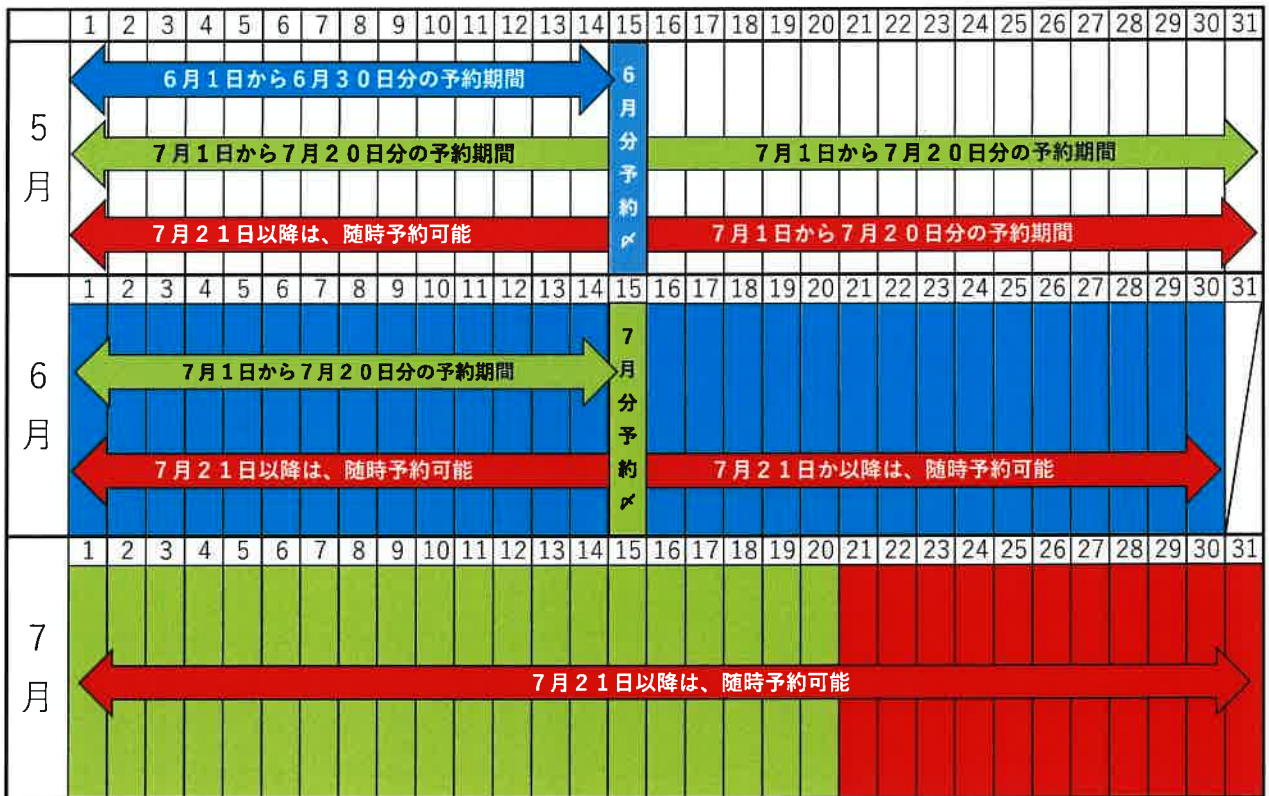 1 2 3 4 5 6 7 8 9 10 11 12 13 14 15 16 17 18 19 20 21 22 23 24 25 26 27 28 29 30 31
5月
6月1日から6月30日分の予約期間
6月分予約〆
7月1日から7月20日分の予約期間
7月1日から7月20日分の予約期間
7月21日以降は、随時予約可能
7月1日から7月20日分の予約期間
1 2 3 4 5 6 7 8 9 10 11 12 13 14 15 16 17 18 19 20 21 22 23 24 25 26 27 28 29 30 31
6月
7月1日から7月20日分の予約期間
7月分予約〆
7月21日以降は、随時予約可能
7月21日か以降は、随時予約可能
1 2 3 4 5 6 7 8 9 10 11 12 13 14 15 16 17 18 19 20 21 22 23 24 25 26 27 28 29 30 31
7月
7月21日以降は、随時予約可能